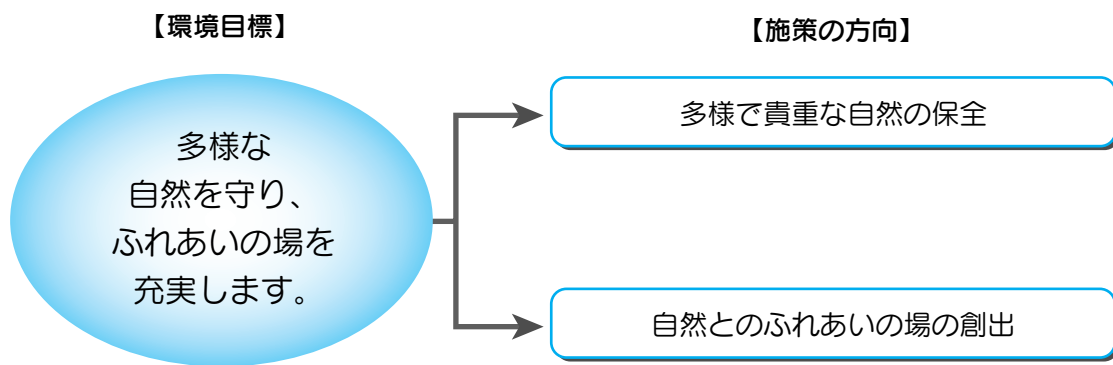 【環境目標】
【施策の方向】
多様な
自然を守り、
ふれあいの場を
充実します。
多様で貴重な自然の保全
自然とのふれあいの場の創出